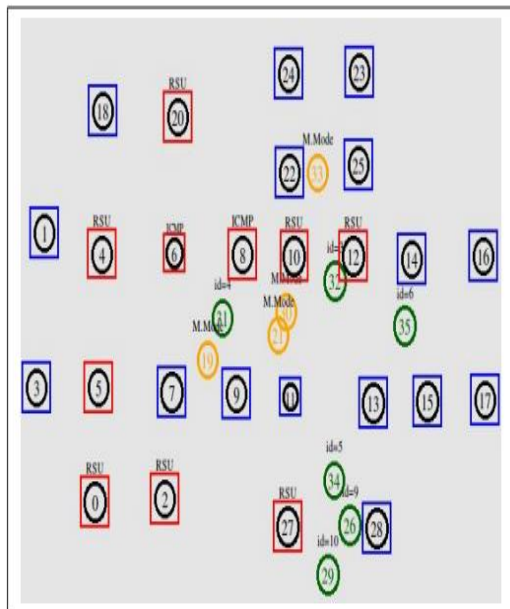 24
23
RSU
18
20
M.Mode
22
33
25
1
RSU
ICMP
ICMP
RSU
RSU
4
6
8
10
12
14
16
32
id=4
M.Mode
id=6
31
M.Mode
21
35
M.Mode
19
3
5
7
9
11
13
15
17
id=5
RSU
RSU
34
0
2
RSU
id=9
27
26
28
id=10
29